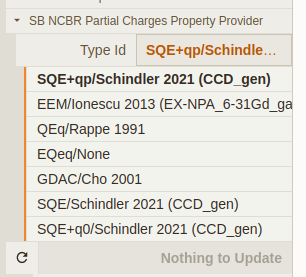 SB NCBR Partial Charges Property Provider
Type Id SQE+qp/Schindle...
SQE+qp/Schindler 2021 (CCD_gen)
EEM/Ionescu 2013 (EX-NPA_6-31Gd_ga
QEq/Rappe 1991
EQeq/None
GDAC/Cho 2001
SQE/Schindler 2021 (CCD_gen)
SQE+q0/Schindler 2021 (CCD_gen)
Nothing to Update